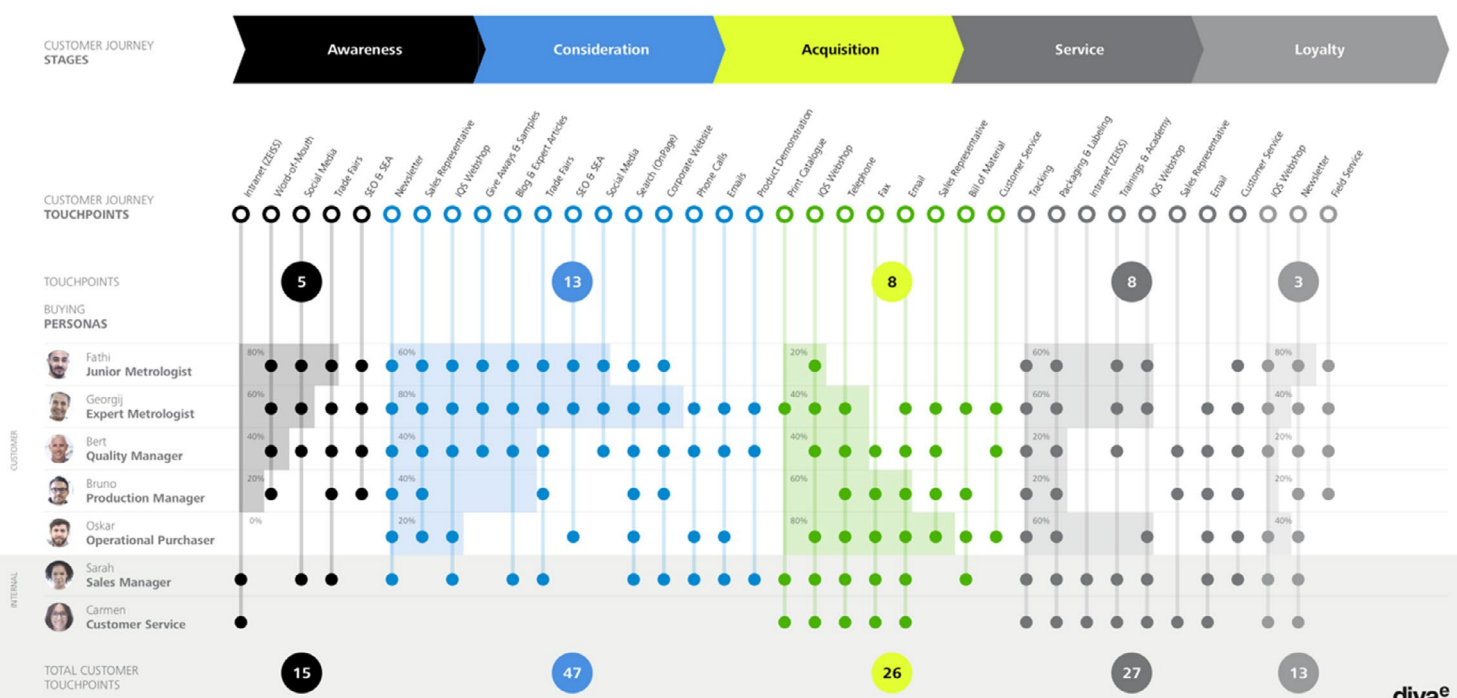 CUSTOMER JOURNEY
STAGES
Awareness
Consideration
Acquisition
Service
Loyalty
CUSTOMER JOURNEY
TOUCHPOINTS
Intranet (ZEISS)
Word-of-Mouth
Social Media
Trade Fairs
SEO & SEA
Newsletter
Sales Representative
IQS Webshop
Give Aways & Samples
Blog & Expert Articles
Trade Fairs
SEO & SEA
Social Media
Search (OnPage)
Corporate Website
Phone Calls
Emails
Product Demonstration
Print Catalogue
IQS Webshop
Telephone
Fax
Email
Sales Representative
Bill of Material
Customer Service
Tracking
Packaging & Labeling
Intranet (ZEISS)
Trainings & Academy
IQS Webshop
Sales Representative
Email
Customer Service
IQS Webshop
Newsletter
Field Service
TOUCHPOINTS
5
13
8
8
3
BUYING
PERSONAS
CUSTOMER
Fathi
Junior Metrologist
80%
60%
20%
60%
80%
Georgij
Expert Metrologist
60%
80%
40%
60%
40%
Bert
Quality Manager
40%
40%
40%
20%
20%
Bruno
Production Manager
20%
40%
60%
20%
20%
Oskar
Operational Purchaser
0%
20%
80%
60%
40%
INTERNAL
Sarah
Sales Manager
Carmen
Customer Service
TOTAL CUSTOMER
TOUCHPOINTS
15
47
26
27
13
divae